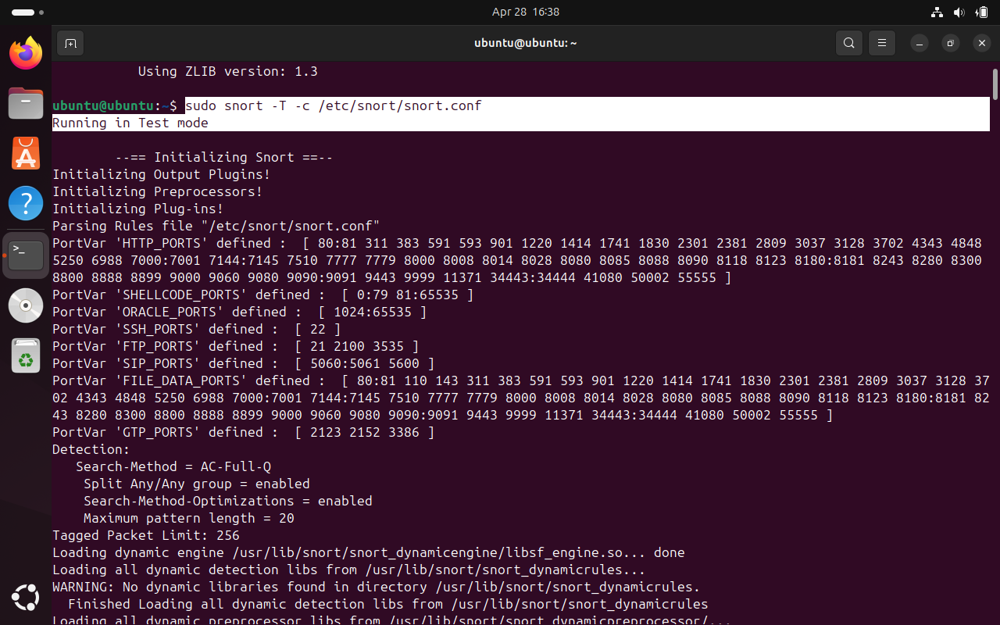 Apr 28 16:38
ubuntu@ubuntu: ~
Using ZLIB version: 1.3
ubuntu@ubuntu:~$ sudo snort -T -c /etc/snort/snort.conf
Running in Test mode
--== Initializing Snort ==--
Initializing Output Plugins!
Initializing Preprocessors!
Initializing Plug-ins!
Parsing Rules file "/etc/snort/snort.conf"
PortVar 'HTTP_PORTS' defined :  [ 80:81 311 383 591 593 901 1220 1414 1741 1830 2301 2381 2809 3037 3128 3702 4343 4848
5250 6988 7000:7001 7144:7145 7510 7777 7779 8000 8008 8014 8028 8080 8085 8088 8090 8118 8123 8180:8181 8243 8280 8300
8800 8888 8899 9000 9060 9080 9090:9091 9443 9999 11371 34443:34444 41080 50002 55555 ]
PortVar 'SHELLCODE_PORTS' defined :  [ 0:79 81:65535 ]
PortVar 'ORACLE_PORTS' defined :  [ 1024:65535 ]
PortVar 'SSH_PORTS' defined :  [ 22 ]
PortVar 'FTP_PORTS' defined :  [ 21 2100 3535 ]
PortVar 'SIP_PORTS' defined :  [ 5060:5061 5600 ]
PortVar 'FILE_DATA_PORTS' defined :  [ 80:81 110 143 311 383 591 593 901 1220 1414 1741 1830 2301 2381 2809 3037 3128 37
02 4343 4848 5250 6988 7000:7001 7144:7145 7510 7777 7779 8000 8008 8014 8028 8080 8085 8088 8090 8118 8123 8180:8181 82
43 8280 8300 8800 8888 8899 9000 9060 9080 9090:9091 9443 9999 11371 34443:34444 41080 50002 55555 ]
PortVar 'GTP_PORTS' defined :  [ 2123 2152 3386 ]
Detection:
Search-Method = AC-Full-Q
Split Any/Any group = enabled
Search-Method-Optimizations = enabled
Maximum pattern length = 20
Tagged Packet Limit: 256
Loading dynamic engine /usr/lib/snort/snort_dynamicengine/libsf_engine.so... done
Loading all dynamic detection libs from /usr/lib/snort/snort_dynamicrules...
WARNING: No dynamic libraries found in directory /usr/lib/snort/snort_dynamicrules.
Finished Loading all dynamic detection libs from /usr/lib/snort/snort_dynamicrules
Loading all dynamic preprocessor libs from /usr/lib/snort/snort_dynamicpreprocessor/...